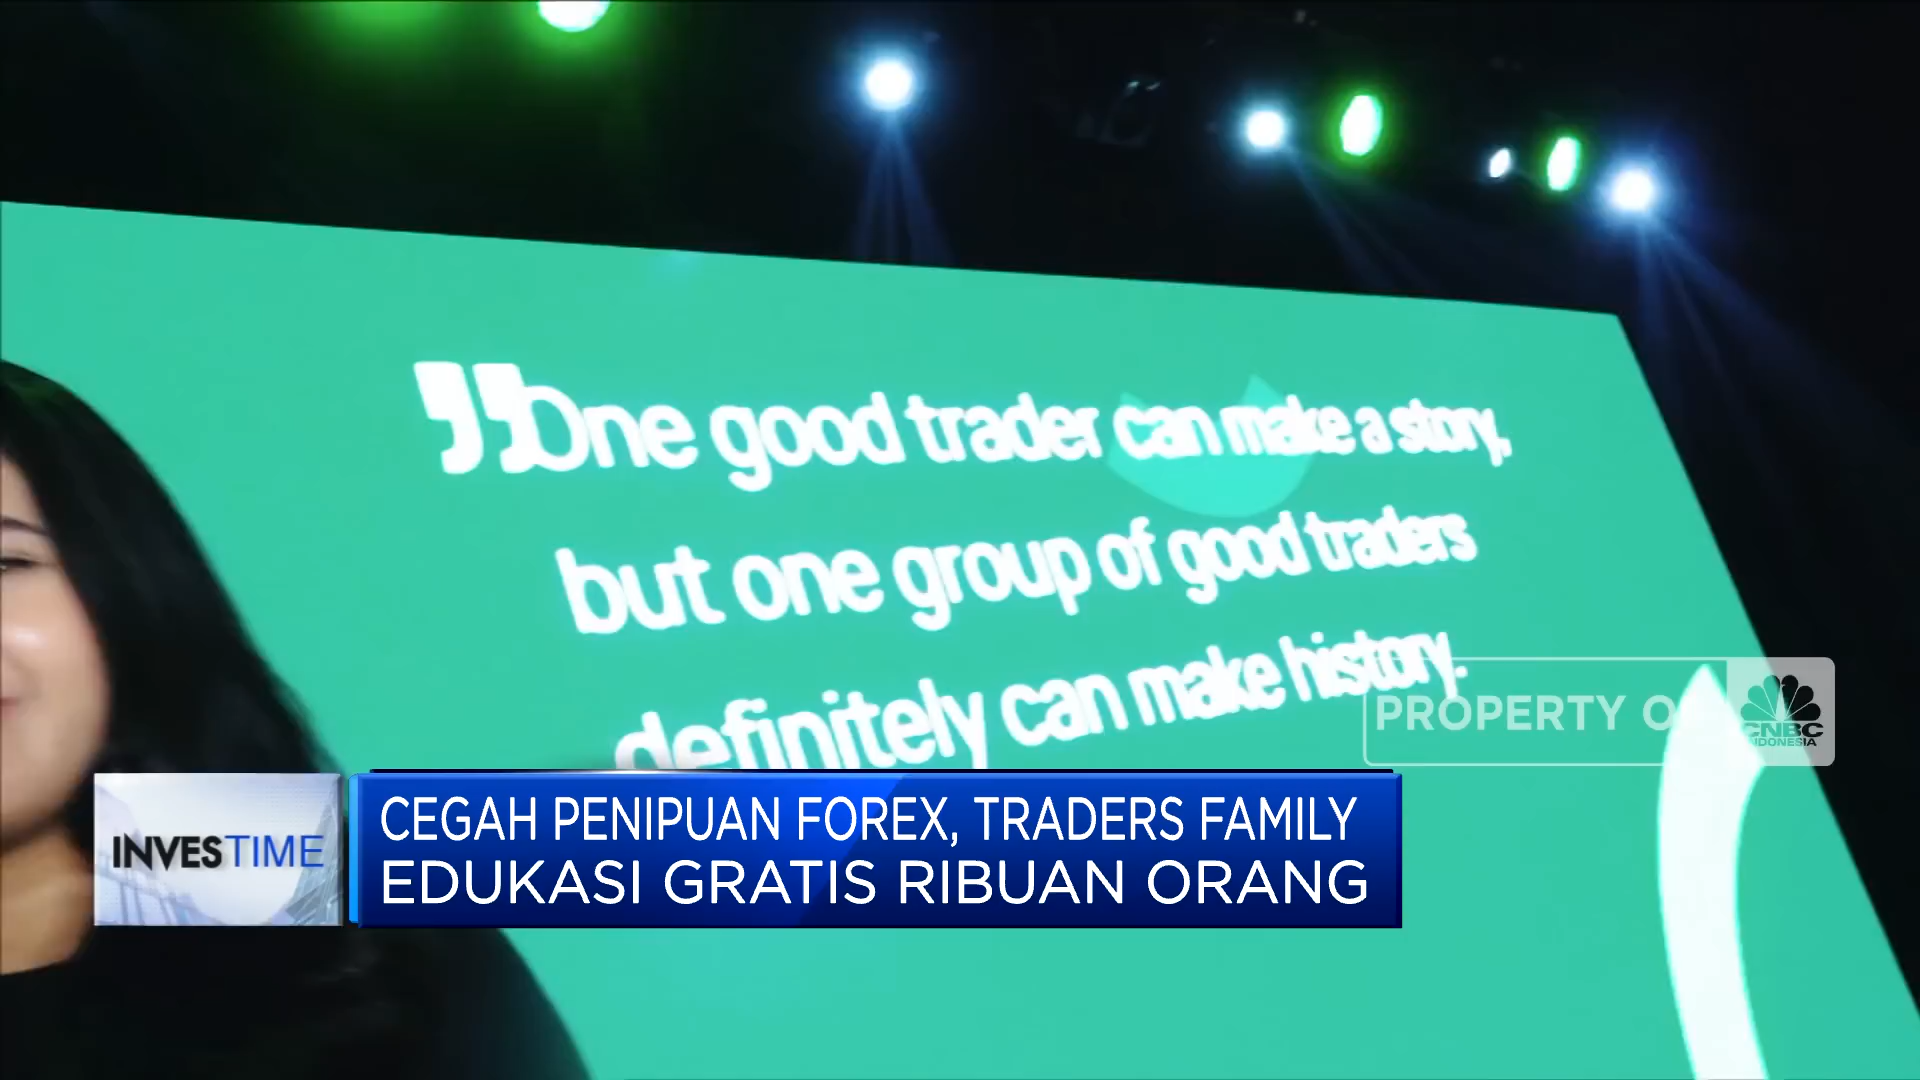 "One good trader can make a story,
but one group of good traders
definitely can make history.
PROPERTY O
CNBC
INDONESIA
INVESTIME
CEGAH PENIPUAN FOREX, TRADERS FAMILY
EDUKASI GRATIS RIBUAN ORANG